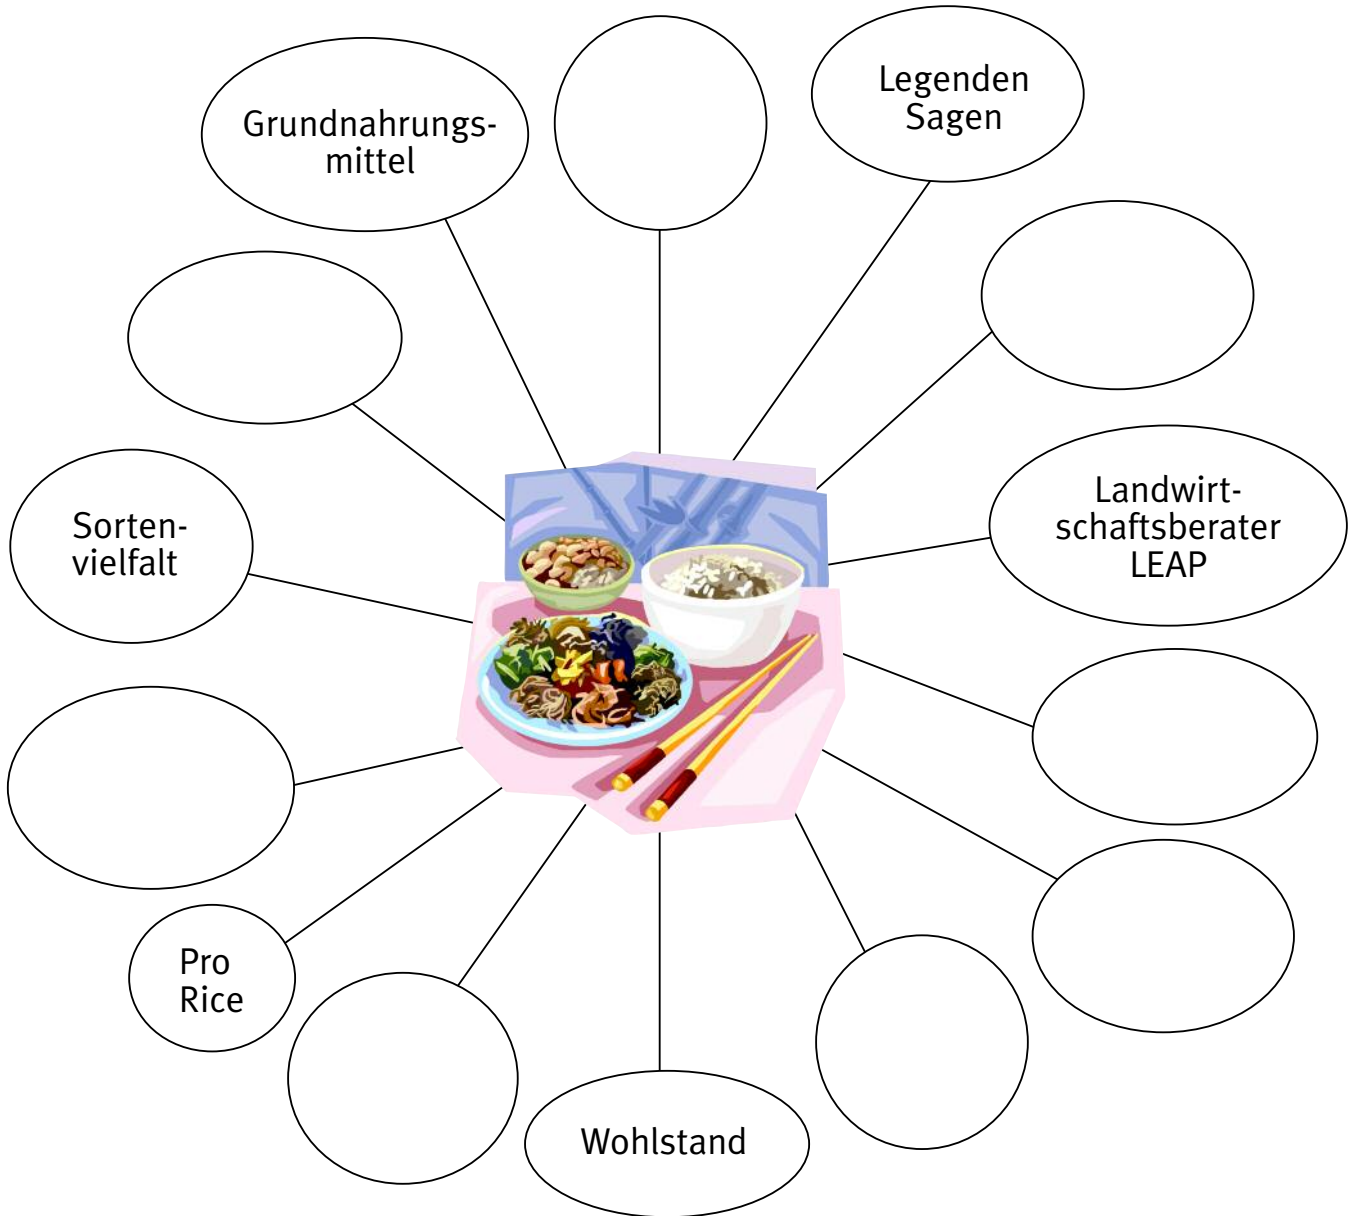 Grundnahrungs-
mittel
Legenden
Sagen
Landwirt-
schaftsberater
LEAP
Sorten-
vielfalt
Pro
Rice
Wohlstand